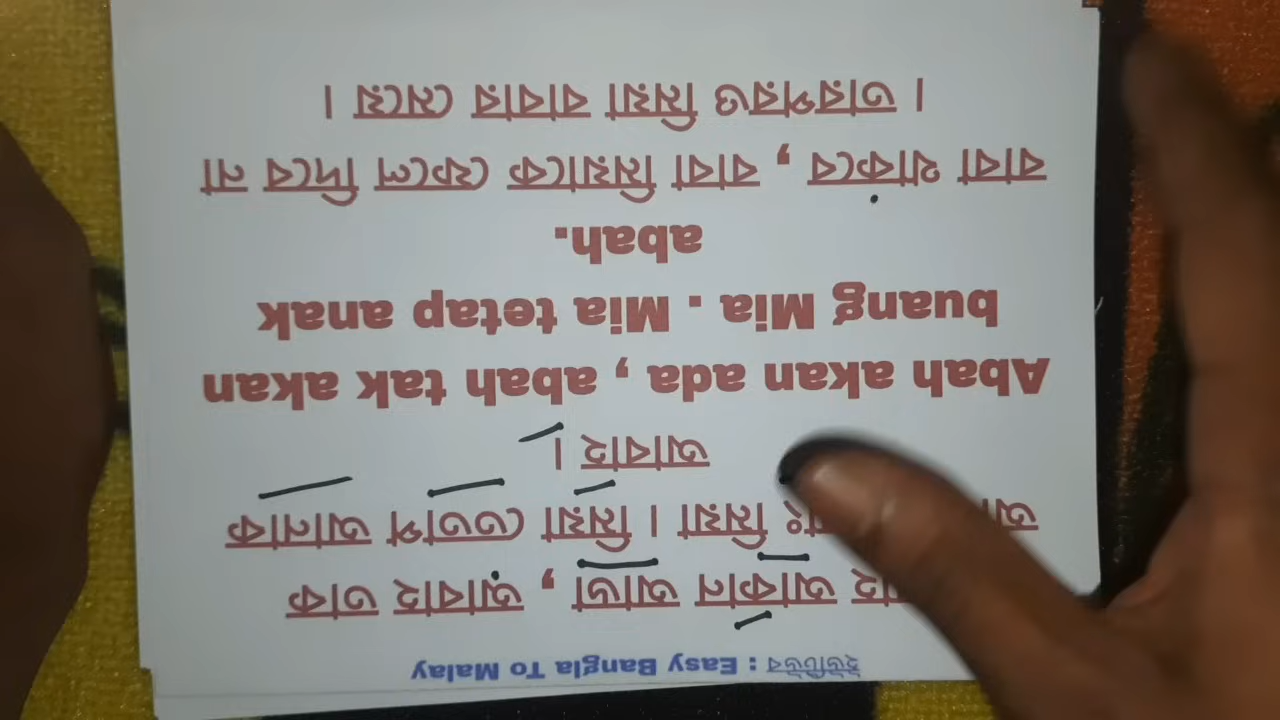 ইউটিউব : Easy Bangla To Malay
আকান আডা , আবাহ তাক
মিয়া । মিয়া তেতাপ আনাক
আবাহ ।
Abah akan ada , abah tak akan
buang Mia . Mia tetap anak
abah.
বাবা থাকবে , বাবা মিয়াকে ফেলে দিবে না
। তারপরও মিয়া বাবার মেয়ে ।